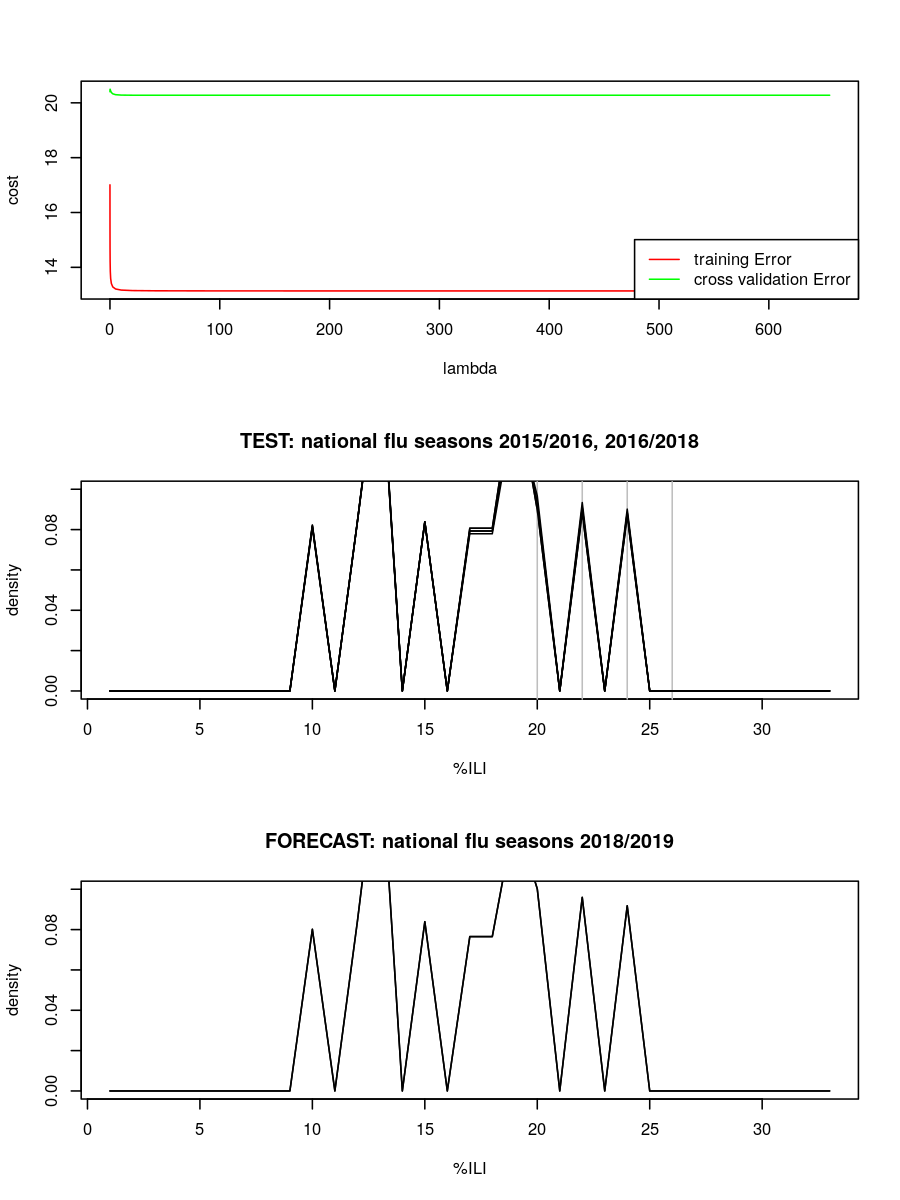 20
18
16
14
cost
training Error
cross validation Error
0 100 200 300 400 500 600
lambda
TEST: national flu seasons 2015/2016, 2016/2018
0.08
0.04
0.00
density
0 5 10 15 20 25 30
%ILI
FORECAST: national flu seasons 2018/2019
0.08
0.04
0.00
density
0 5 10 15 20 25 30
%ILI